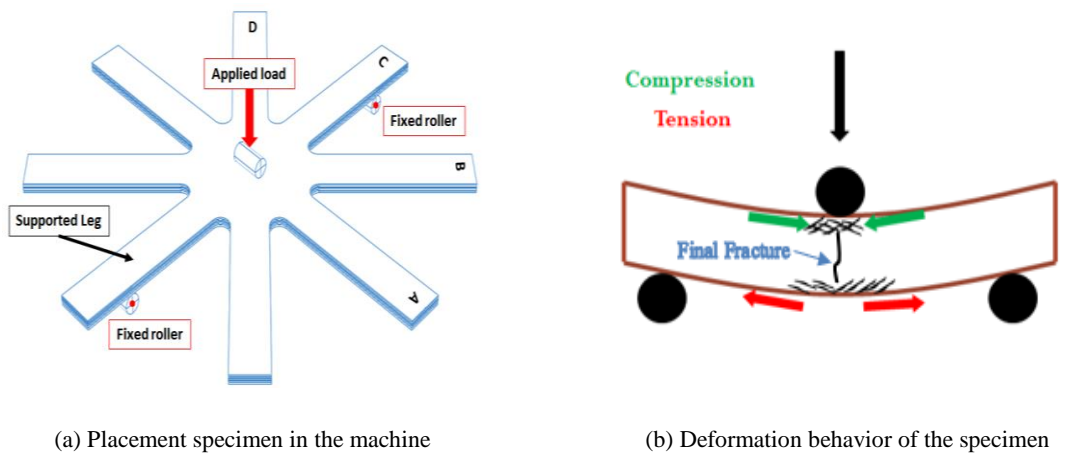 D
Applied load
C
Fixed roller
B
Supported Leg
A
Fixed roller
Compression
Tension
Final Fracture
(a) Placement specimen in the machine
(b) Deformation behavior of the specimen